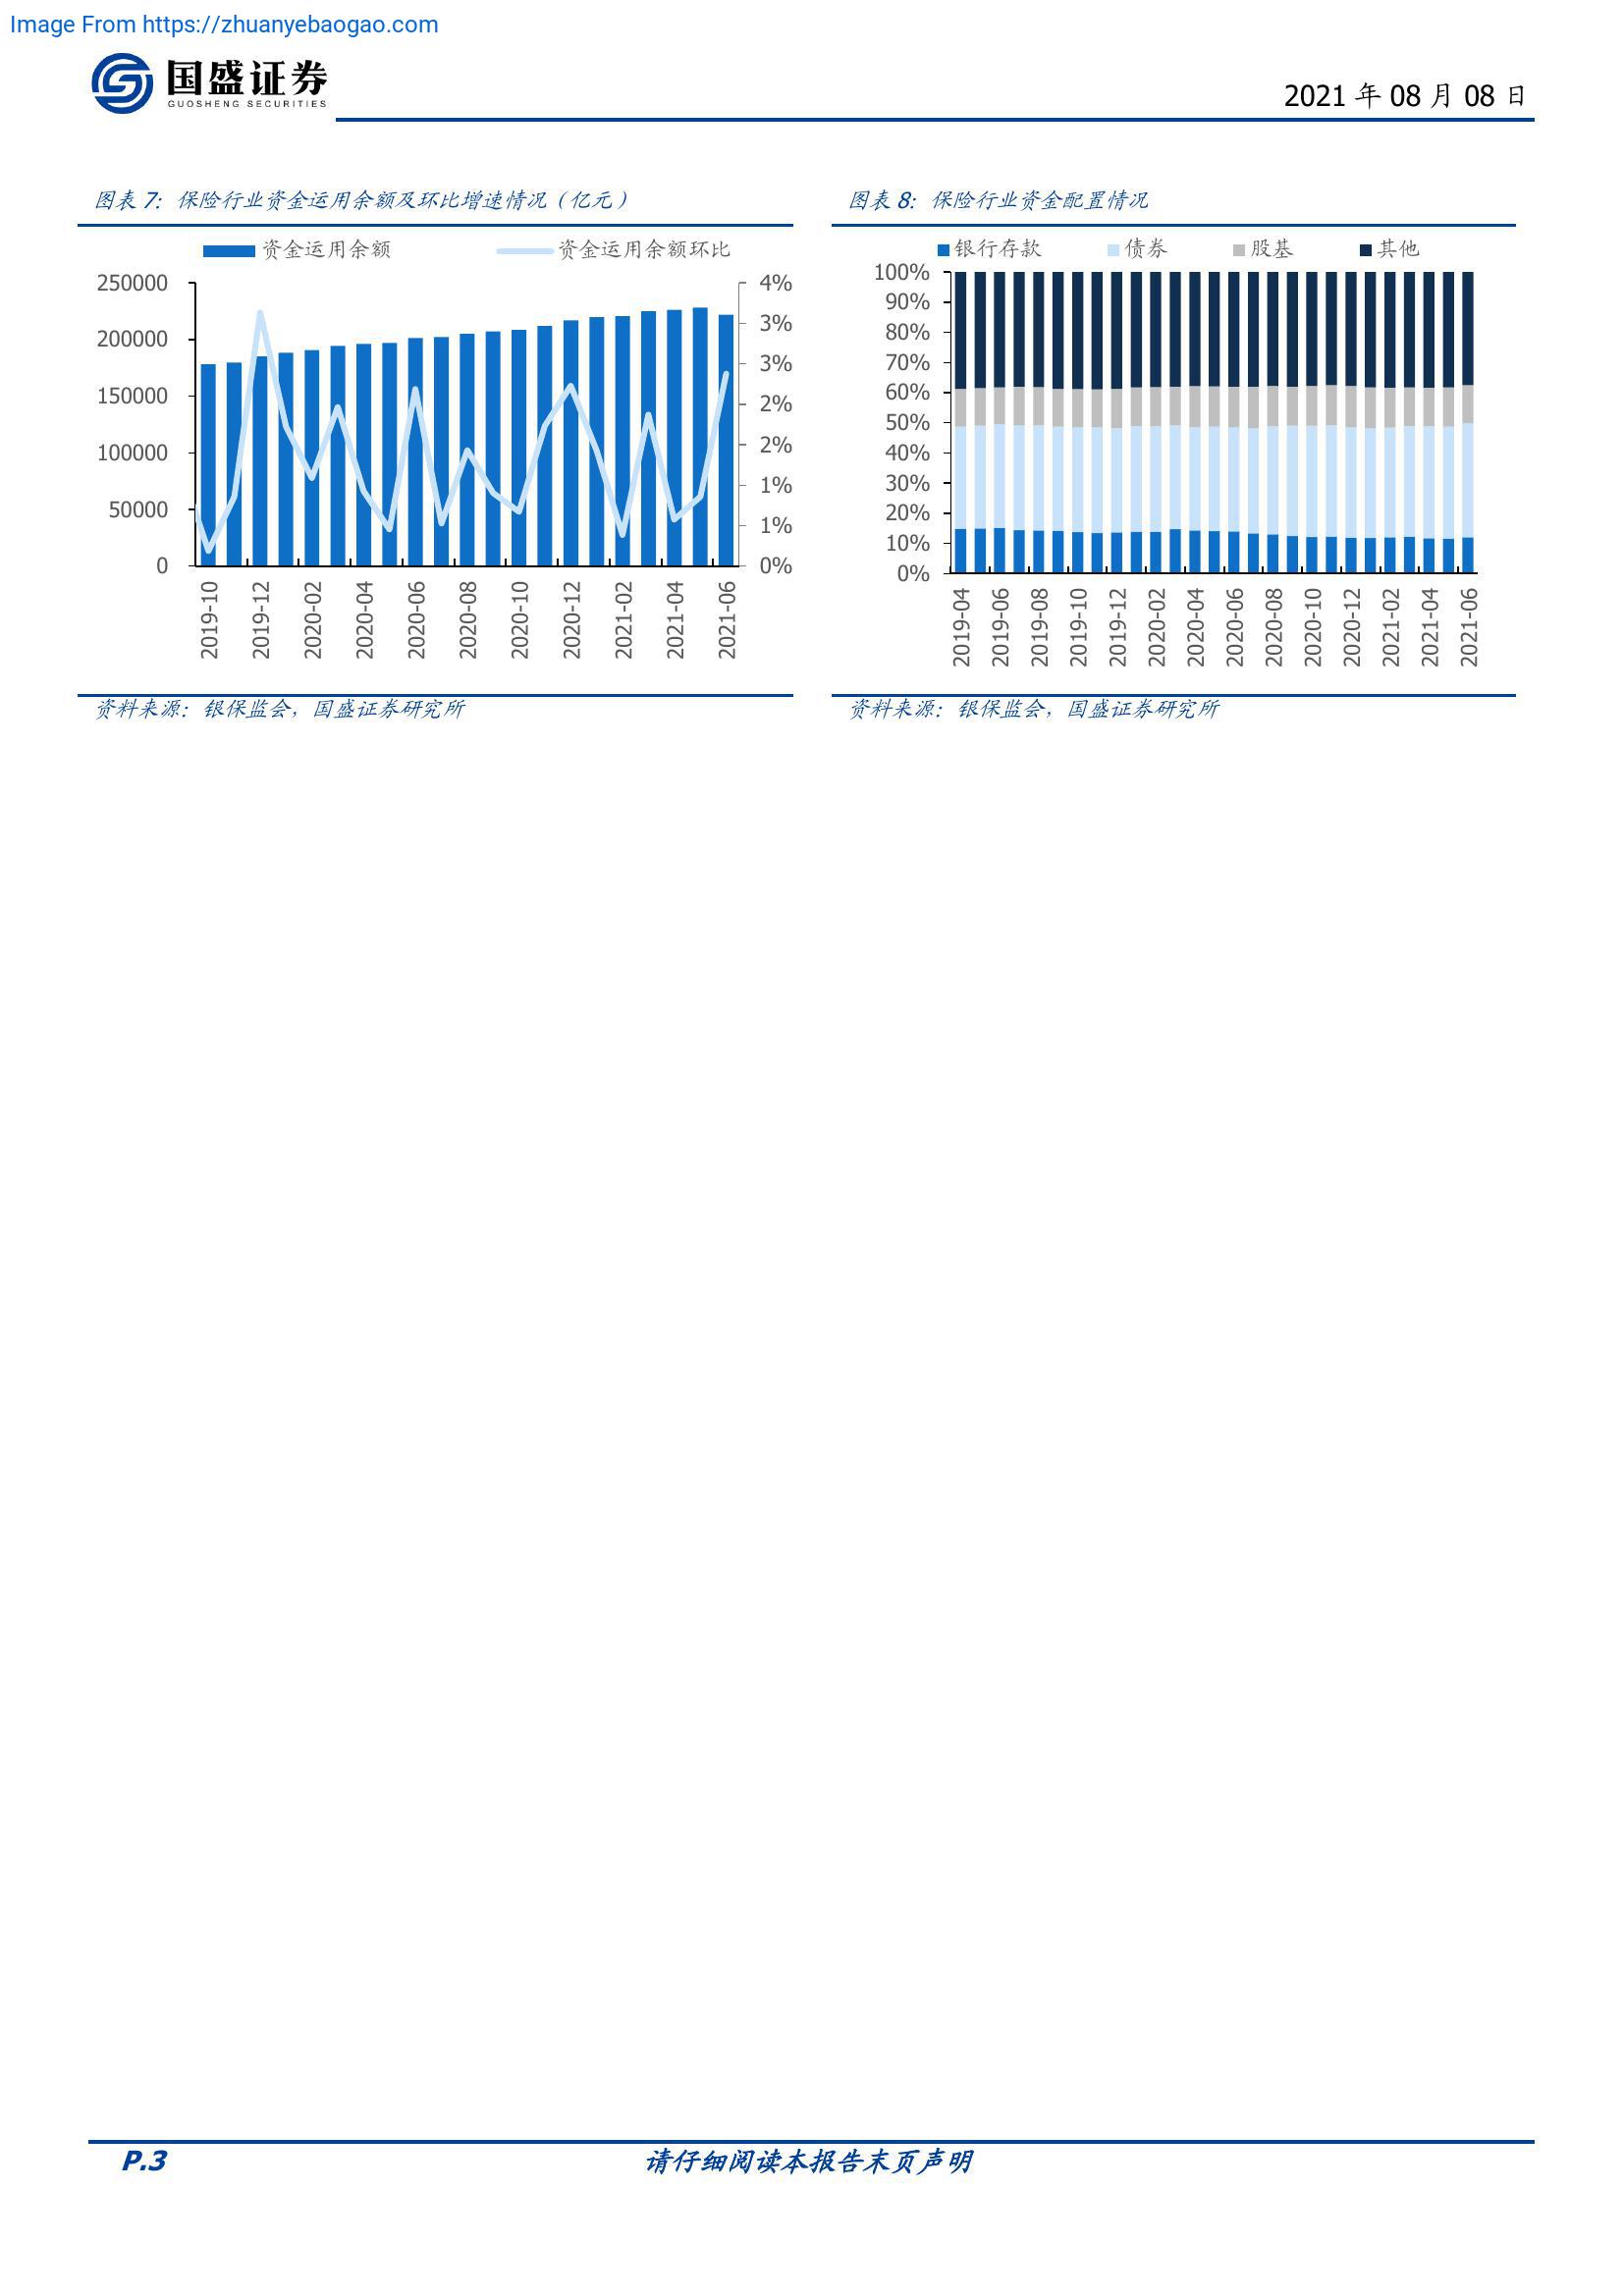 Image From https://zhuanyebaogao.com
国盛证券
GUOSHENG SECURITIES
2021 年 08 月 08 日
图表 7：保险行业资金运用余额及环比增速情况（亿元）
资金运用余额 资金运用余额环比
250000
200000
150000
100000
50000
0
4%
3%
3%
2%
2%
1%
1%
0%
2019-10 2019-12 2020-02 2020-04 2020-06 2020-08 2020-10 2020-12 2021-02 2021-04 2021-06
资料来源：银保监会，国盛证券研究所
图表 8：保险行业资金配置情况
银行存款 债券 股基 其他
100%
90%
80%
70%
60%
50%
40%
30%
20%
10%
0%
2019-04 2019-06 2019-08 2019-10 2019-12 2020-02 2020-04 2020-06 2020-08 2020-10 2020-12 2021-02 2021-04 2021-06
资料来源：银保监会，国盛证券研究所
P.3 请仔细阅读本报告末页声明